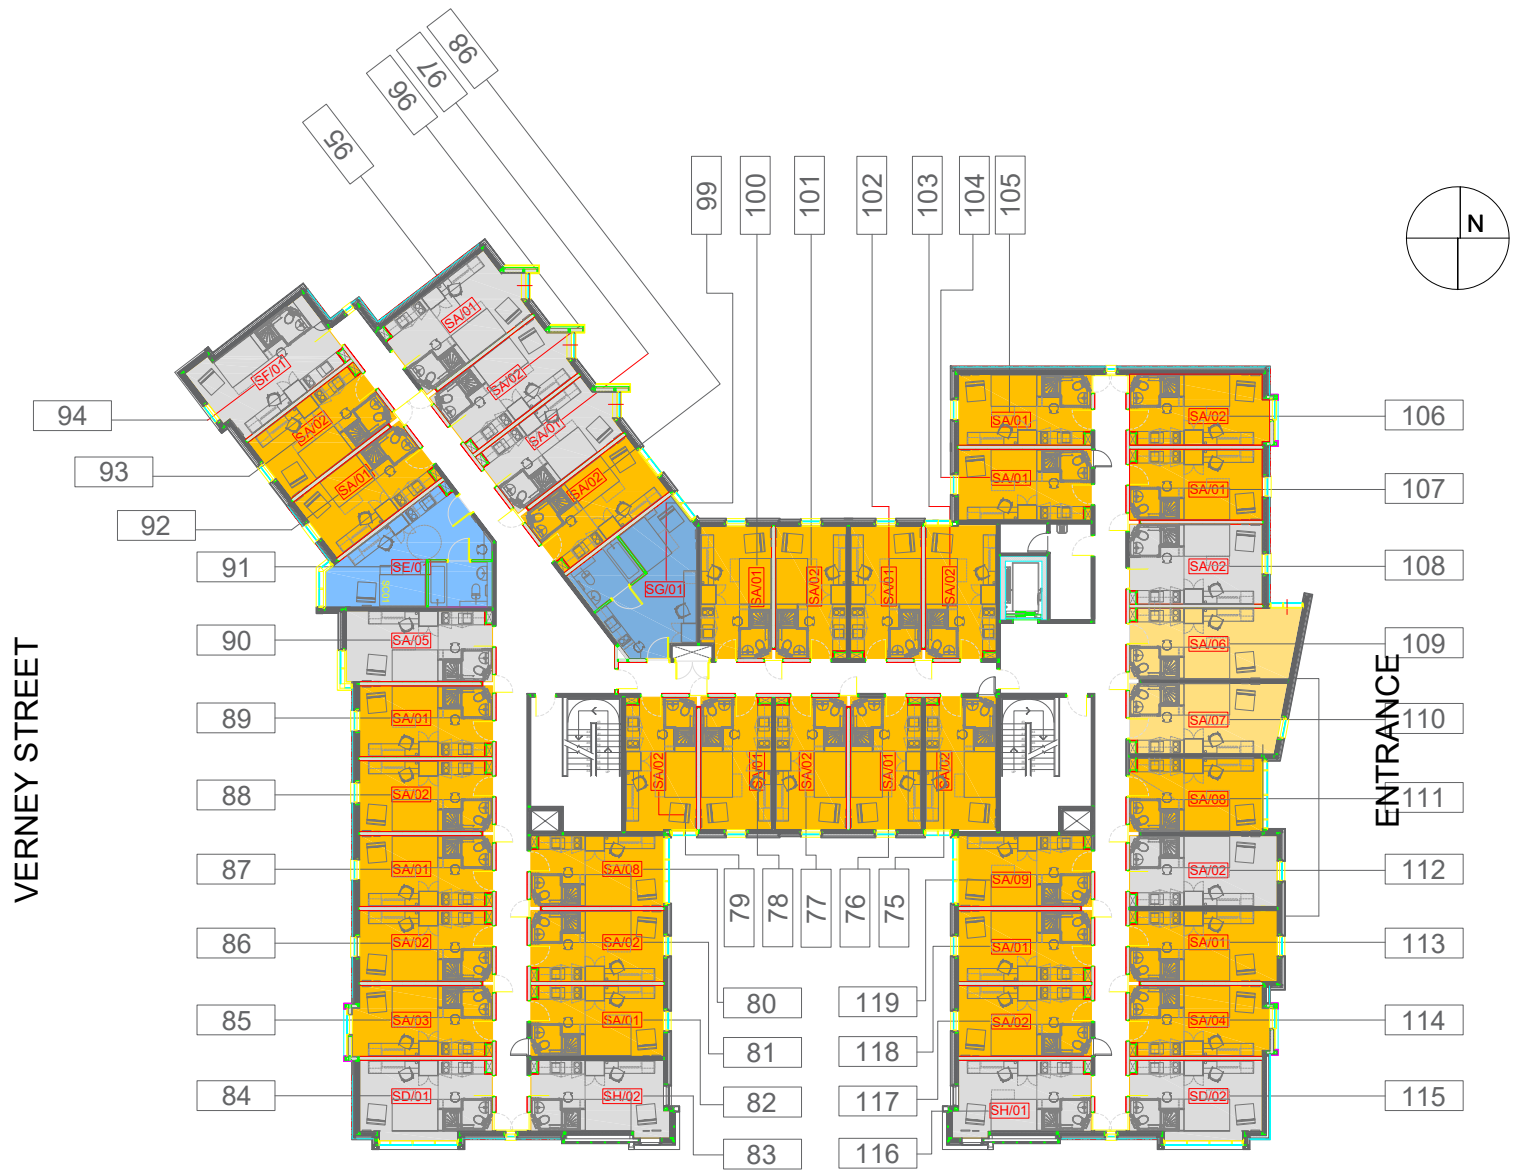 98
97
96
95
99
100
101
102
103
104
105
N
SA/01
SA/02
SF/01
SA/01
SA/02
SA/01
SA/02
94
93
92
91
SE/01
9C01
SG/01
SA/01
SA/02
SA/01
SA/02
SA/01
SA/01
SA/02
106
SA/01
107
SA/02
108
SA/06
109
SA/07
110
SA/08
111
SA/02
112
SA/01
113
SA/04
114
SD/02
115
ENTRANCE
VERNEY STREET
90
SA/05
89
SA/01
88
SA/02
87
SA/01
86
SA/02
85
SA/03
84
SD/01
SA/02
SA/01
SA/02
SA/01
SA/02
SA/08
SA/02
SA/01
SH/02
79
78
77
76
75
80
81
82
83
SA/09
SA/01
SA/02
SH/01
119
118
117
116